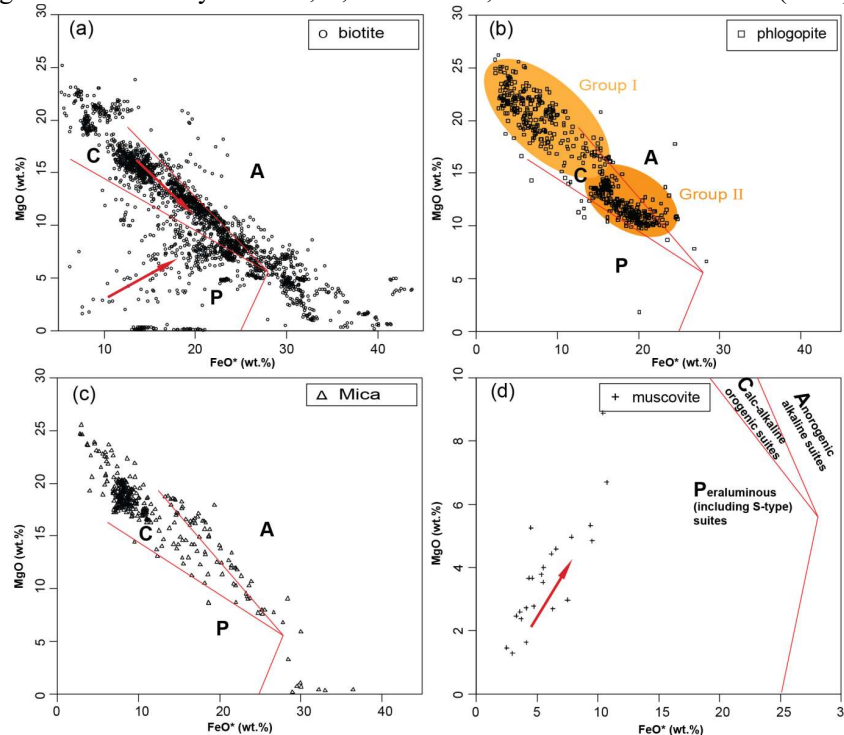 (a)
biotite
A
C
P
MgO (wt.%)
0 5 10 15 20 25 30
10 20 30 40
FeO* (wt.%)
(b)
phlogopite
Group I
A
C
Group II
P
MgO (wt.%)
0 5 10 15 20 25 30
0 10 20 30 40
FeO* (wt.%)
(c)
Mica
A
C
P
MgO (wt.%)
0 5 10 15 20 25 30
0 10 20 30 40
FeO* (wt.%)
(d)
muscovite
Calc-alkaline
orogenic suites
Anorogenic
alkaline suites
Peraluminous
(including S-type)
suites
MgO (wt.%)
0 2 4 6 8 10
0 5 10 15 20 25 3
FeO* (wt.%)